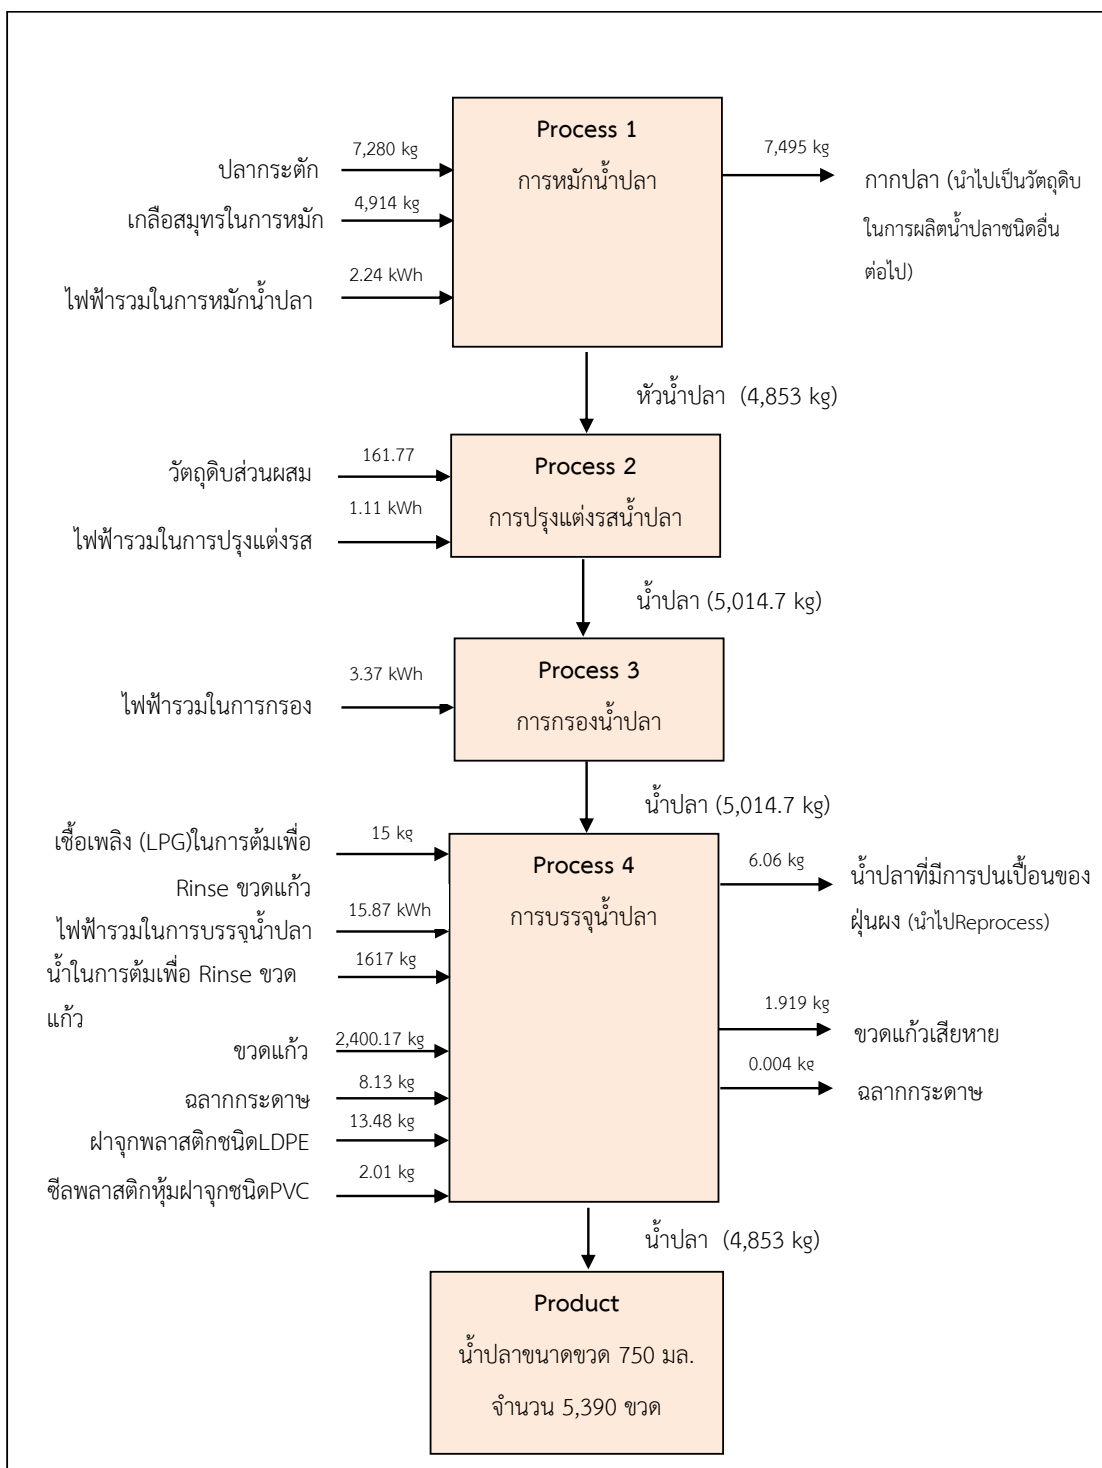 Process 1
การหมักน้ำปลา
ปลากระตัก
7,280 kg
เกลือสมุทรในการหมัก
4,914 kg
ไฟฟ้ารวมในการหมักน้ำปลา
2.24 kWh
7,495 kg
กากปลา (นำไปเป็นวัตถุดิบ
ในการผลิตน้ำปลาชนิดอื่น
ต่อไป)
หัวน้ำปลา (4,853 kg)
Process 2
การปรุงแต่งรสน้ำปลา
วัตถุดิบส่วนผสม
161.77
ไฟฟ้ารวมในการปรุงแต่งรส
1.11 kWh
น้ำปลา (5,014.7 kg)
Process 3
การกรองน้ำปลา
ไฟฟ้ารวมในการกรอง
3.37 kWh
น้ำปลา (5,014.7 kg)
Process 4
การบรรจุน้ำปลา
เชื้อเพลิง (LPG)ในการต้มเพื่อ
Rinse ขวดแก้ว
15 kg
ไฟฟ้ารวมในการบรรจุน้ำปลา
15.87 kWh
น้ำในการต้มเพื่อ Rinse ขวด
แก้ว
1617 kg
ขวดแก้ว
2,400.17 kg
ฉลากกระดาษ
8.13 kg
ฝาจุกพลาสติกชนิดLDPE
13.48 kg
ซีลพลาสติกหุ้มฝาจุกชนิดPVC
2.01 kg
6.06 kg
น้ำปลาที่มีการปนเปื้อนของ
ฝุ่นผง (นำไปReprocess)
1.919 kg
ขวดแก้วเสียหาย
0.004 kg
ฉลากกระดาษ
น้ำปลา (4,853 kg)
Product
น้ำปลาขนาดขวด 750 มล.
จำนวน 5,390 ขวด